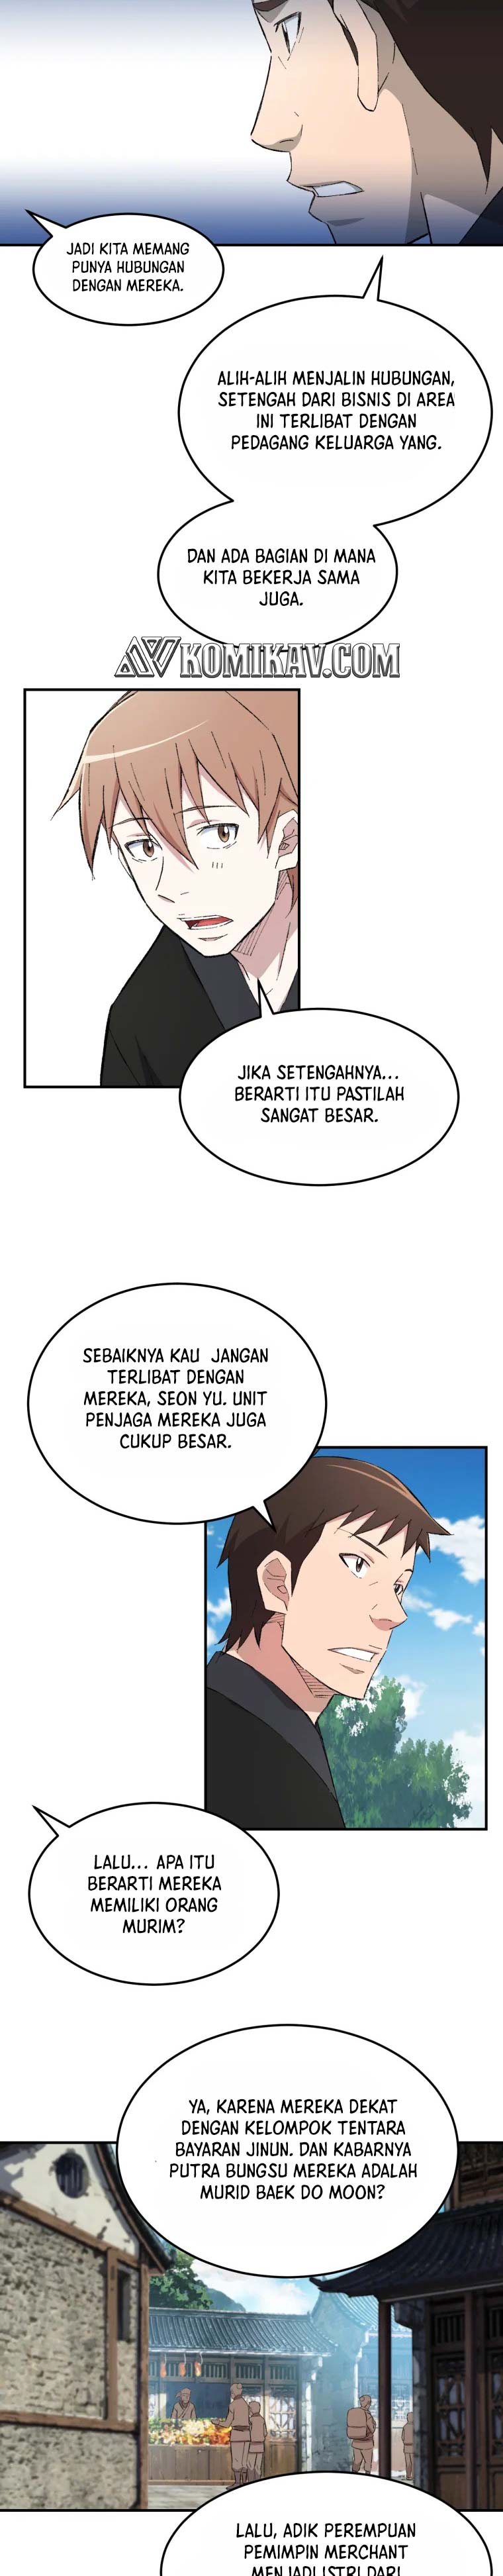 JADI KITA MEMANG
PUNYA HUBUNGAN
DENGAN MEREKA.
ALIH-ALIH MENJALIN HUBUNGAN,
SETENGAH DARI BISNIS DI AREA
INI TERLIBAT DENGAN
PEDAGANG KELUARGA YANG.
DAN ADA BAGIAN DI MANA
KITA BEKERJA SAMA
JUGA.
AV KOMIKAV.COM
JIKA SETENGAHNYA...
BERARTI ITU PASTILAH
SANGAT BESAR.
SEBAIKNYA KAU JANGAN
TERLIBAT DENGAN
MEREKA, SEON YU. UNIT
PENJAGA MEREKA JUGA
CUKUP BESAR.
LALU... APA ITU
BERARTI MEREKA
MEMILIKI ORANG
MURIM?
YA, KARENA MEREKA DEKAT
DENGAN KELOMPOK TENTARA
BAYARAN JINUN. DAN KABARNYA
PUTRA BUNGSU MEREKA ADALAH
MURID BAEK DO MOON?
LALU, ADIK PEREMPUAN
PEMIMPIN MERCHANT
MENJADI ISTRI DARI